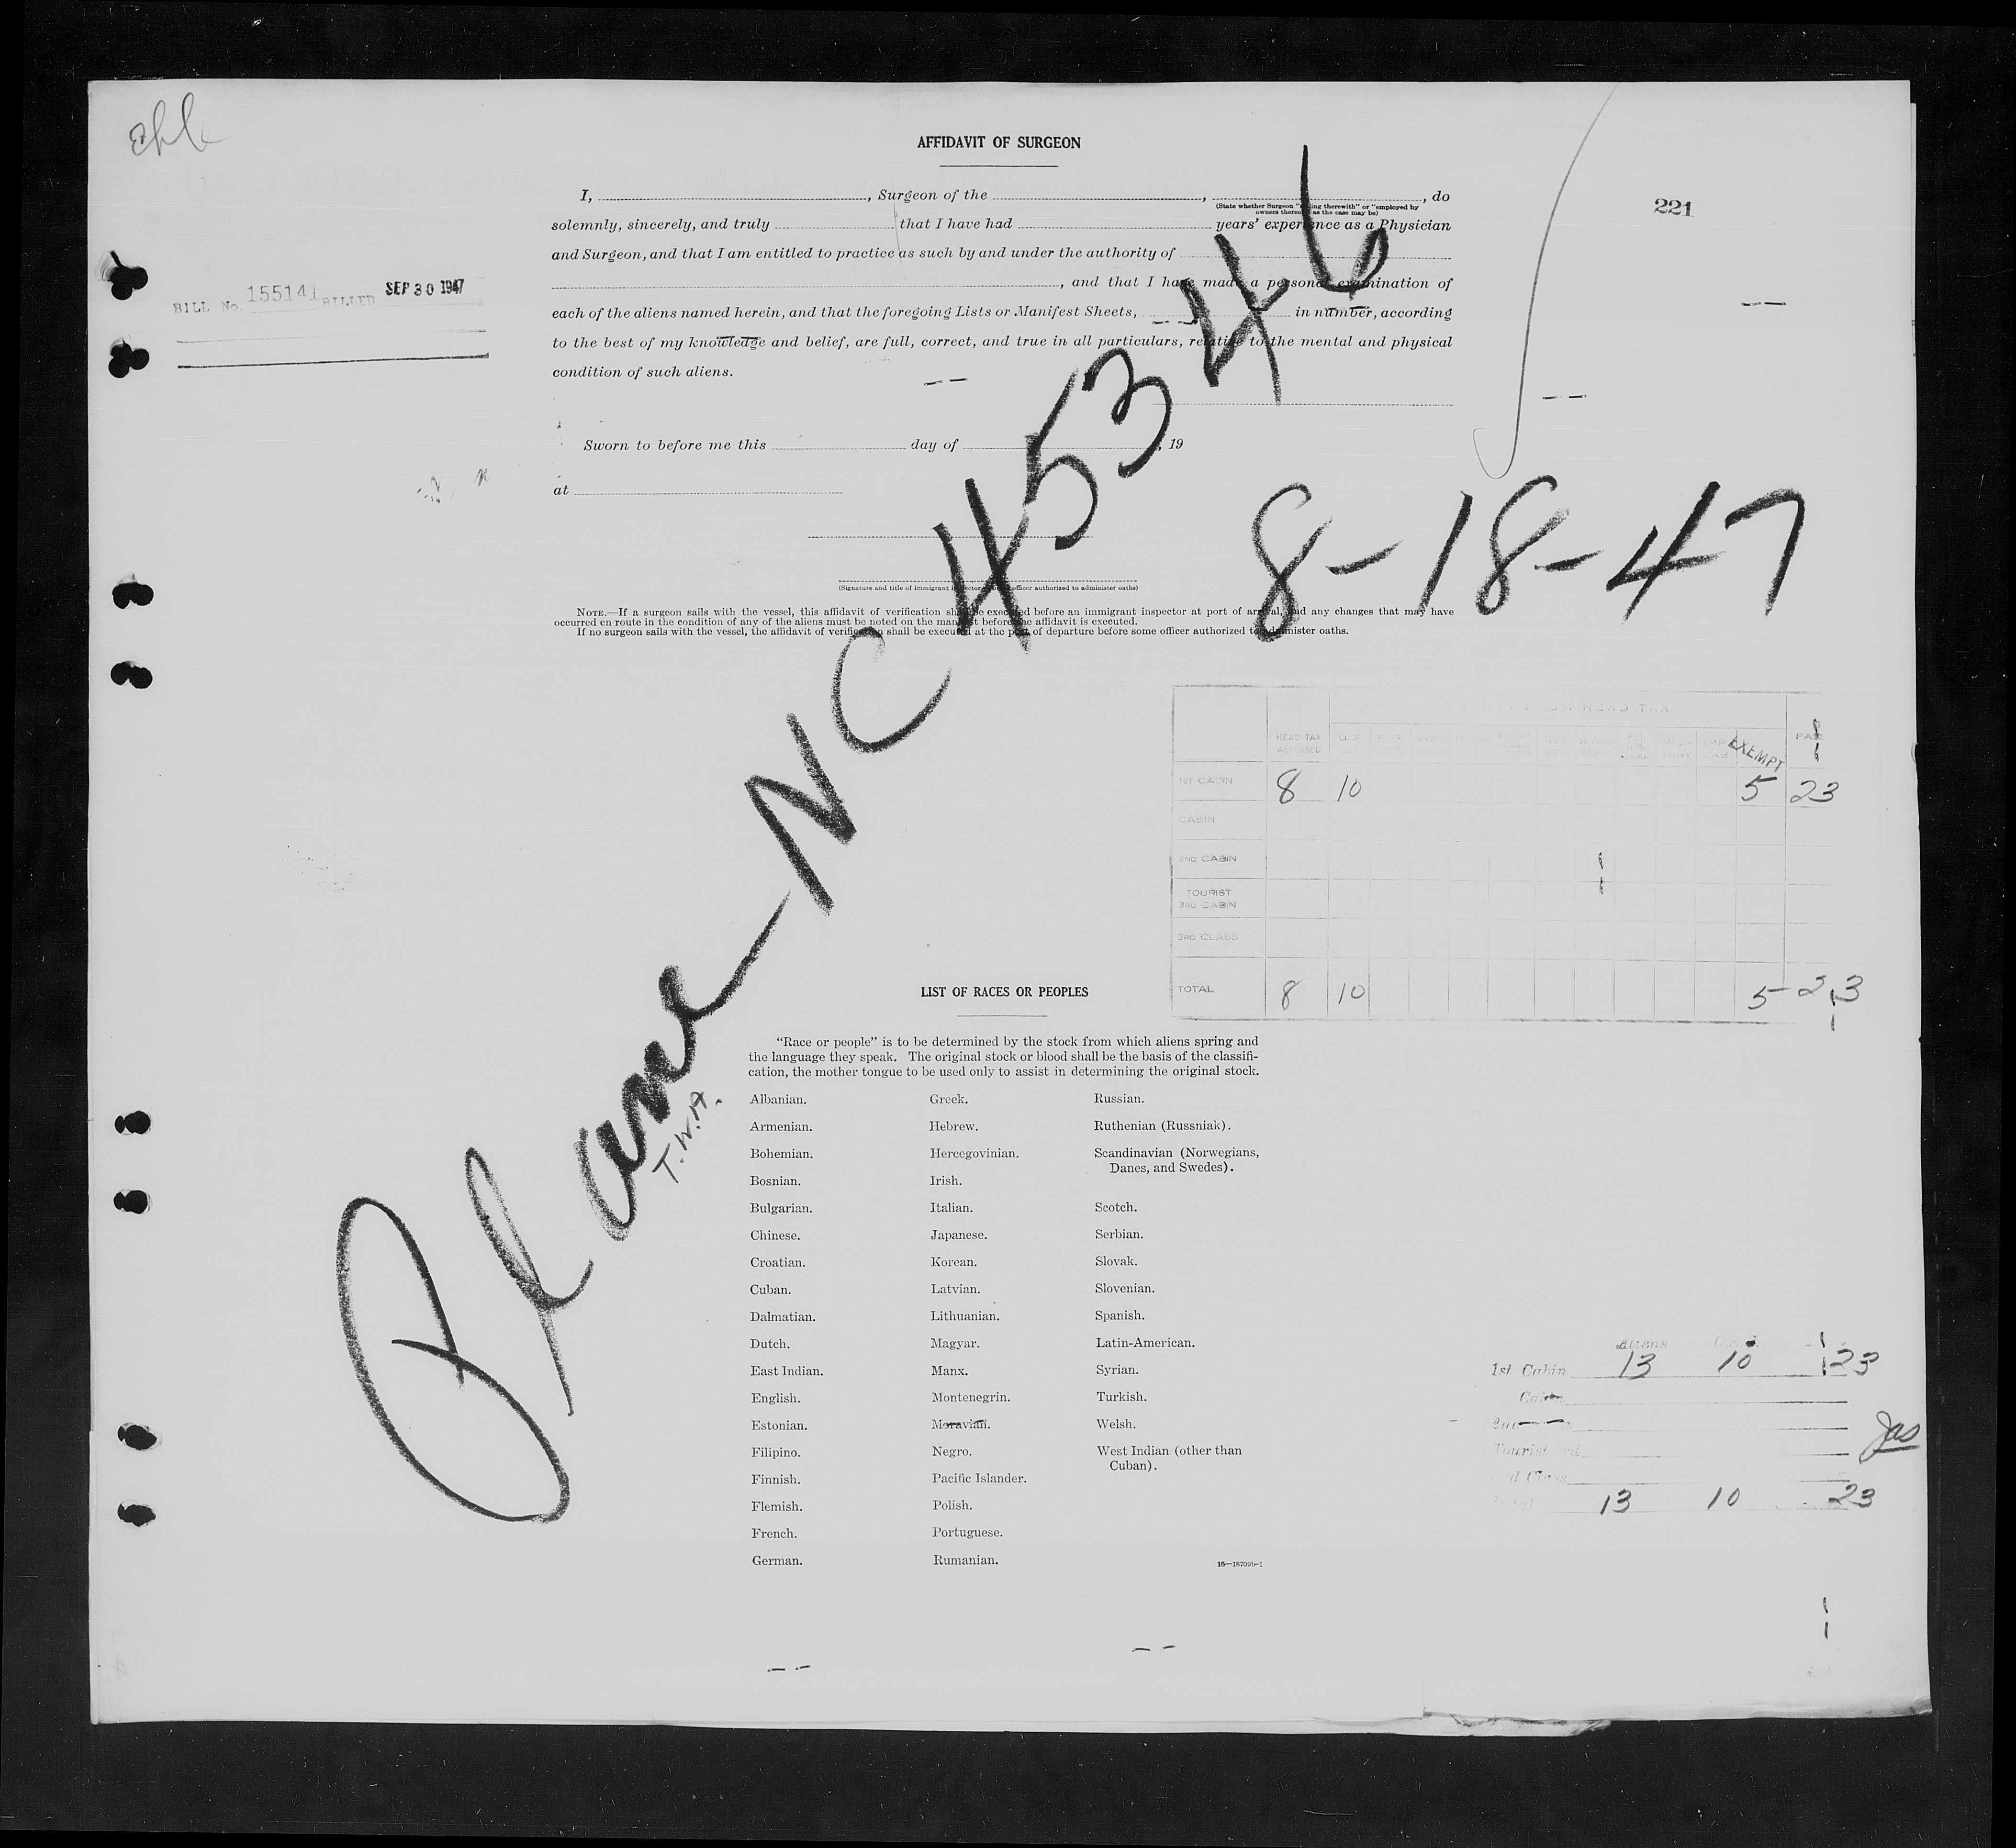 AFFIDAVIT OF SURGEON
221
I, , Surgeon of the , , do
(State whether Surgeon " therewith" or "employed by
owners thereof as the case may be)
solemnly, sincerely, and truly that I have had years' experience as a Physician
and Surgeon, and that I am entitled to practice as such by and under the authority of
, and that I have made a personal examination of
each of the aliens named herein, and that the foregoing Lists or Manifest Sheets, in number, according
to the best of my knowledge and belief, are full, correct, and true in all particulars, relative to the mental and physical
condition of such aliens.
BILL No. 155141 BILLED SEP 30 1947
Sworn to before me this day of , 19
at
(Signature and title of immigrant inspector officer authorized to administer oaths)
NOTE.—If a surgeon sails with the vessel, this affidavit of verification shall be executed before an immigrant inspector at port of arrival, and any changes that may have
occurred en route in the condition of any of the aliens must be noted on the manifest before the affidavit is executed.
If no surgeon sails with the vessel, the affidavit of verification shall be executed at the port of departure before some officer authorized to administer oaths.
Plane-NC 45346
T.W.A.
8-18-47
HEAD TAX
HEAD TAX ASSESSED U.S. EXEMPT
1ST CABIN 8 10 5 23
CABIN
2ND CABIN
TOURIST
3RD CABIN
3RD CLASS
TOTAL 8 10 5 23
LIST OF RACES OR PEOPLES
"Race or people" is to be determined by the stock from which aliens spring and
the language they speak. The original stock or blood shall be the basis of the classifi-
cation, the mother tongue to be used only to assist in determining the original stock.
Albanian. Greek. Russian.
Armenian. Hebrew. Ruthenian (Russniak).
Bohemian. Hercegovinian. Scandinavian (Norwegians,
Danes, and Swedes).
Bosnian. Irish.
Bulgarian. Italian. Scotch.
Chinese. Japanese. Serbian.
Croatian. Korean. Slovak.
Cuban. Latvian. Slovenian.
Dalmatian. Lithuanian. Spanish.
Dutch. Magyar. Latin-American.
East Indian. Manx. Syrian.
English. Montenegrin. Turkish.
Estonian. Moravian. Welsh.
Filipino. Negro. West Indian (other than
Cuban).
Finnish. Pacific Islander.
Flemish. Polish.
French. Portuguese.
German. Rumanian.
16—18709b-1
Aliens
1st Cabin 13 10 23
Cabin
Tourist 3rd
Class
Total 13 10 23
Jas